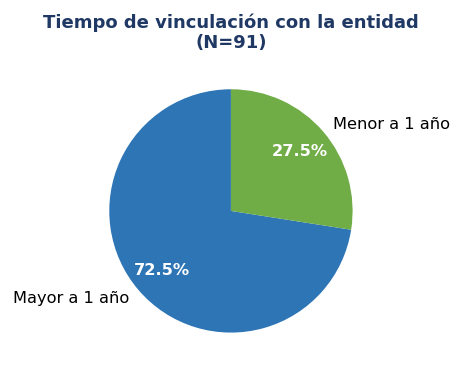 Tiempo de vinculación con la entidad
(N=91)
Menor a 1 año
27.5%
72.5%
Mayor a 1 año